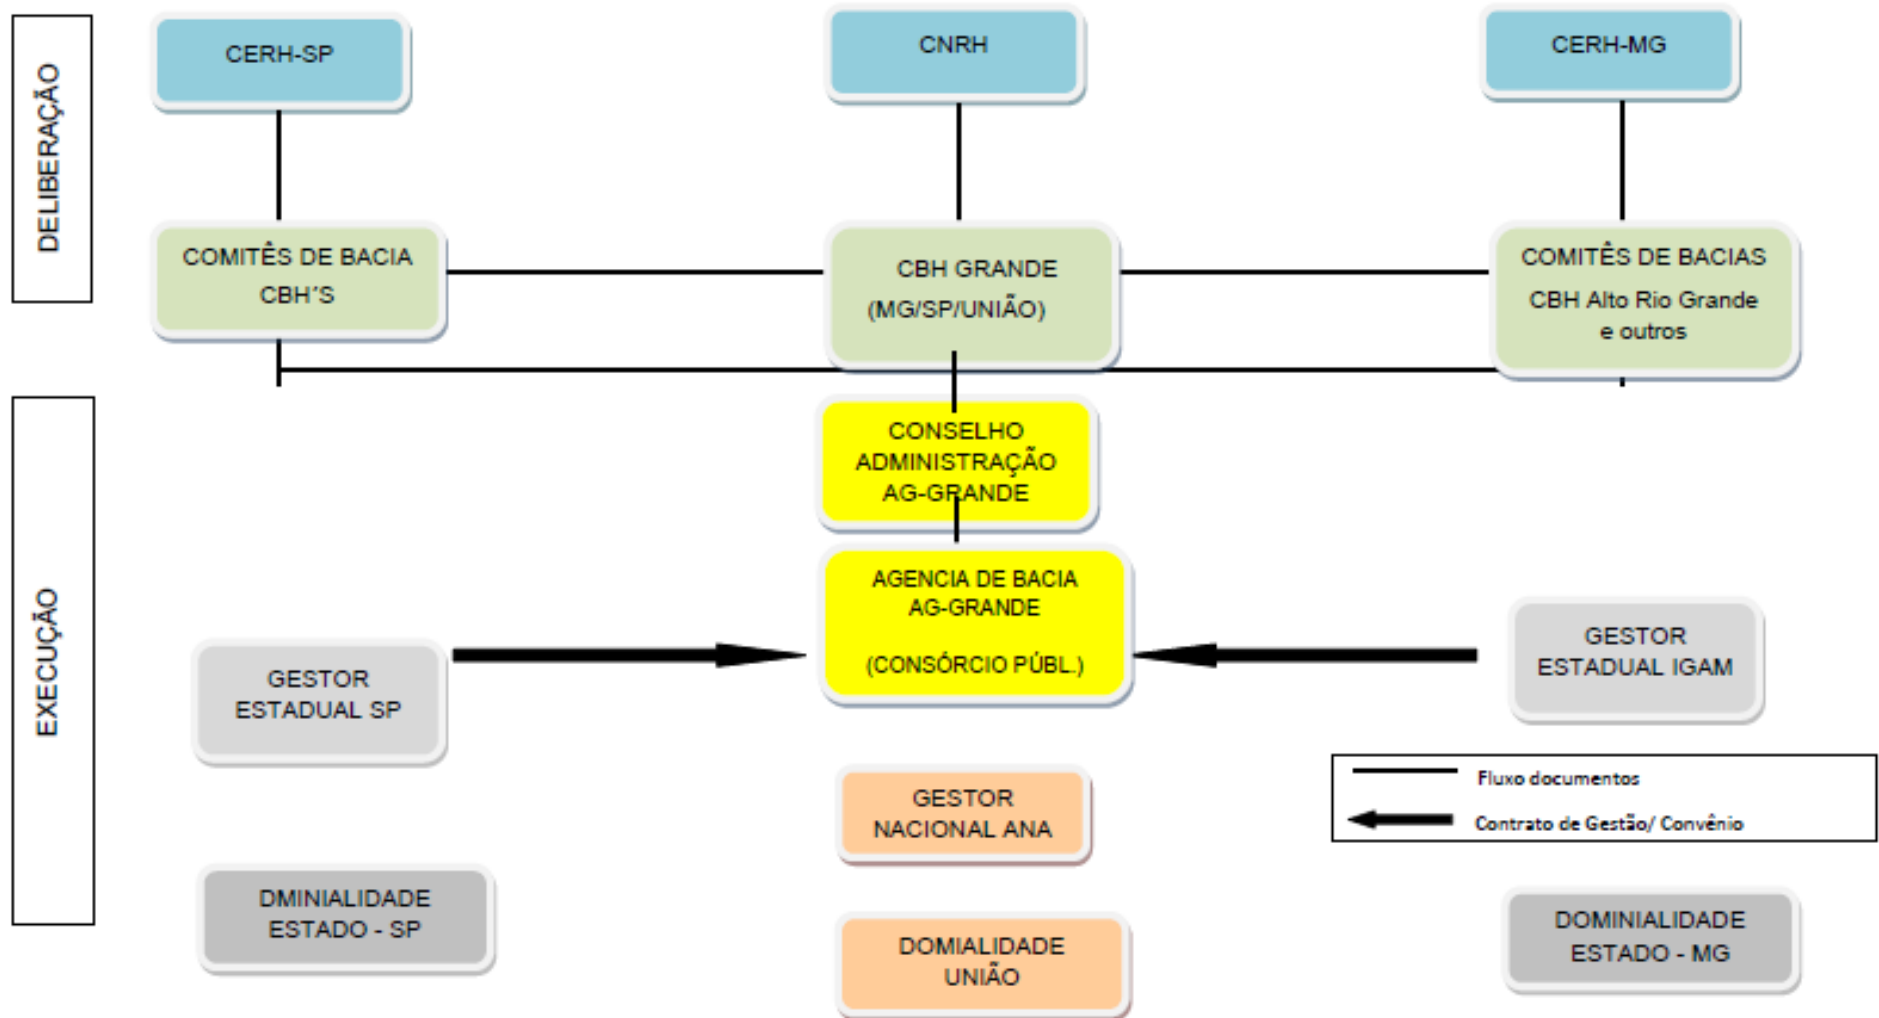 DELIBERAÇÃO
CERH-SP
CNRH
CERH-MG
COMITÊS DE BACIA
CBH´S
CBH GRANDE
(MG/SP/UNIÃO)
COMITÊS DE BACIAS
CBH Alto Rio Grande
e outros
EXECUÇÃO
CONSELHO
ADMINISTRAÇÃO
AG-GRANDE
AGENCIA DE BACIA
AG-GRANDE
(CONSÓRCIO PÚBL.)
GESTOR
ESTADUAL SP
GESTOR
ESTADUAL IGAM
Fluxo documentos
Contrato de Gestão/ Convênio
GESTOR
NACIONAL ANA
DMINIALIDADE
ESTADO - SP
DOMIALIDADE
UNIÃO
DOMINIALIDADE
ESTADO - MG